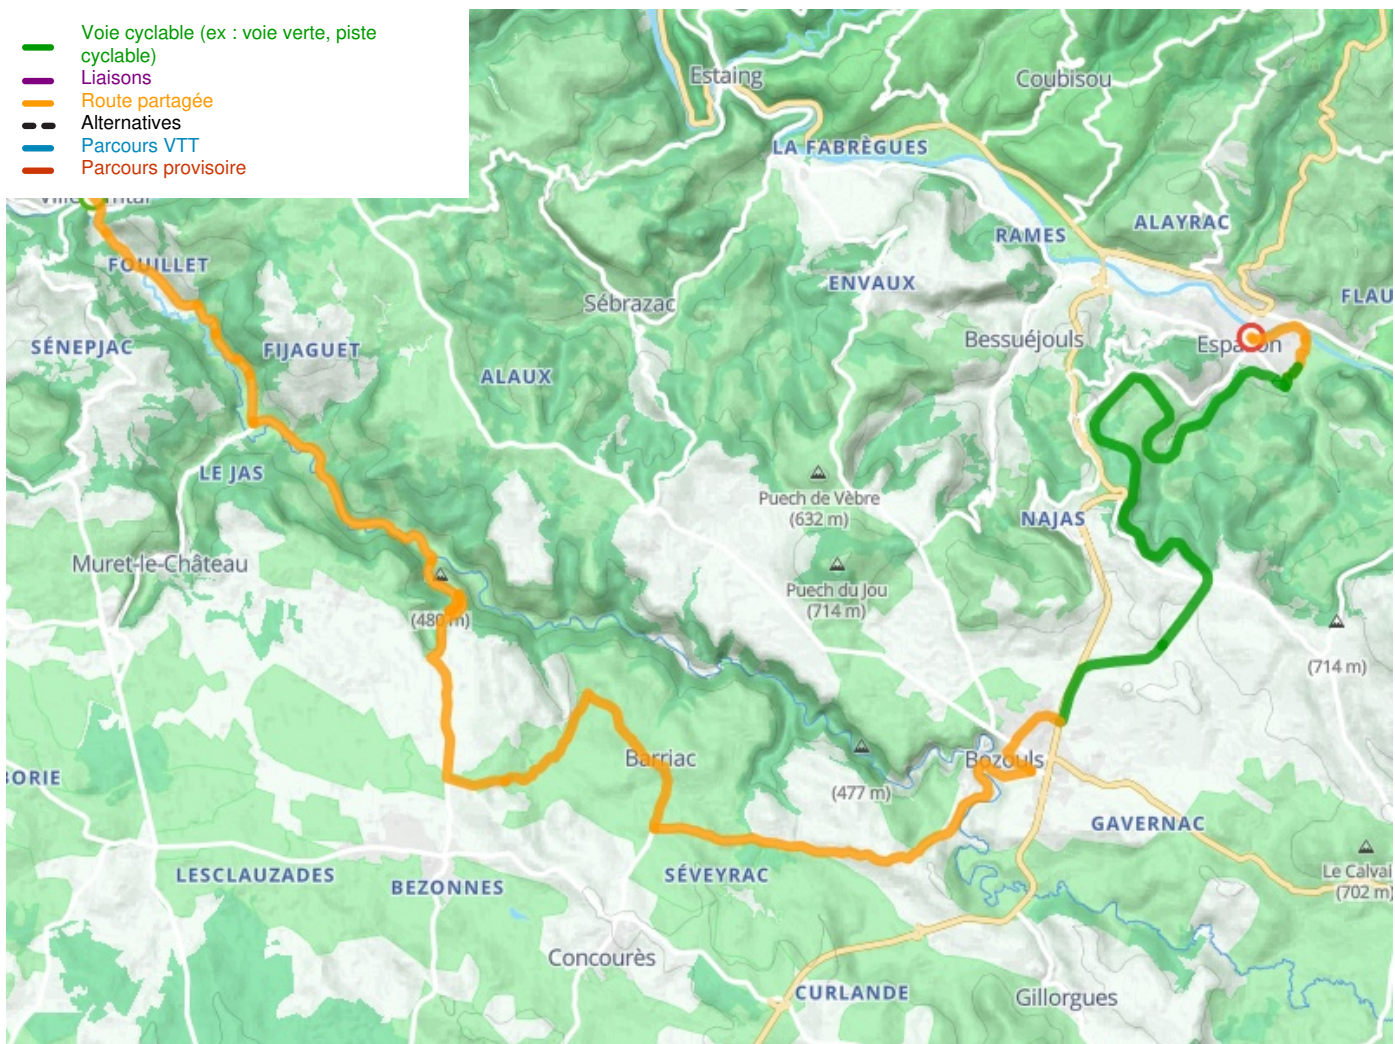 Voie cyclable (ex : voie verte, piste
cyclable)
Liaisons
Route partagée
Alternatives
Parcours VTT
Parcours provisoire
Estaing
Coubisou
LA FABRÈGUES
ALAYRAC
RAMES
FOUILLET
ENVAUX
FLAU
Sébrazac
SÉNEPJAC
FIJAGUET
Bessuéjouls
ALAUX
LE JAS
Puech de Vèbre
(632 m)
NAJAS
Muret-le-Château
Puech du Jou
(714 m)
(480 m)
(714 m)
Barriac
Bozouls
BORIE
(477 m)
GAVERNAC
LESCLAUZADES
BEZONNES
SÉVEYRAC
Le Calvai
(702 m)
Concourès
CURLANDE
Gillorgues